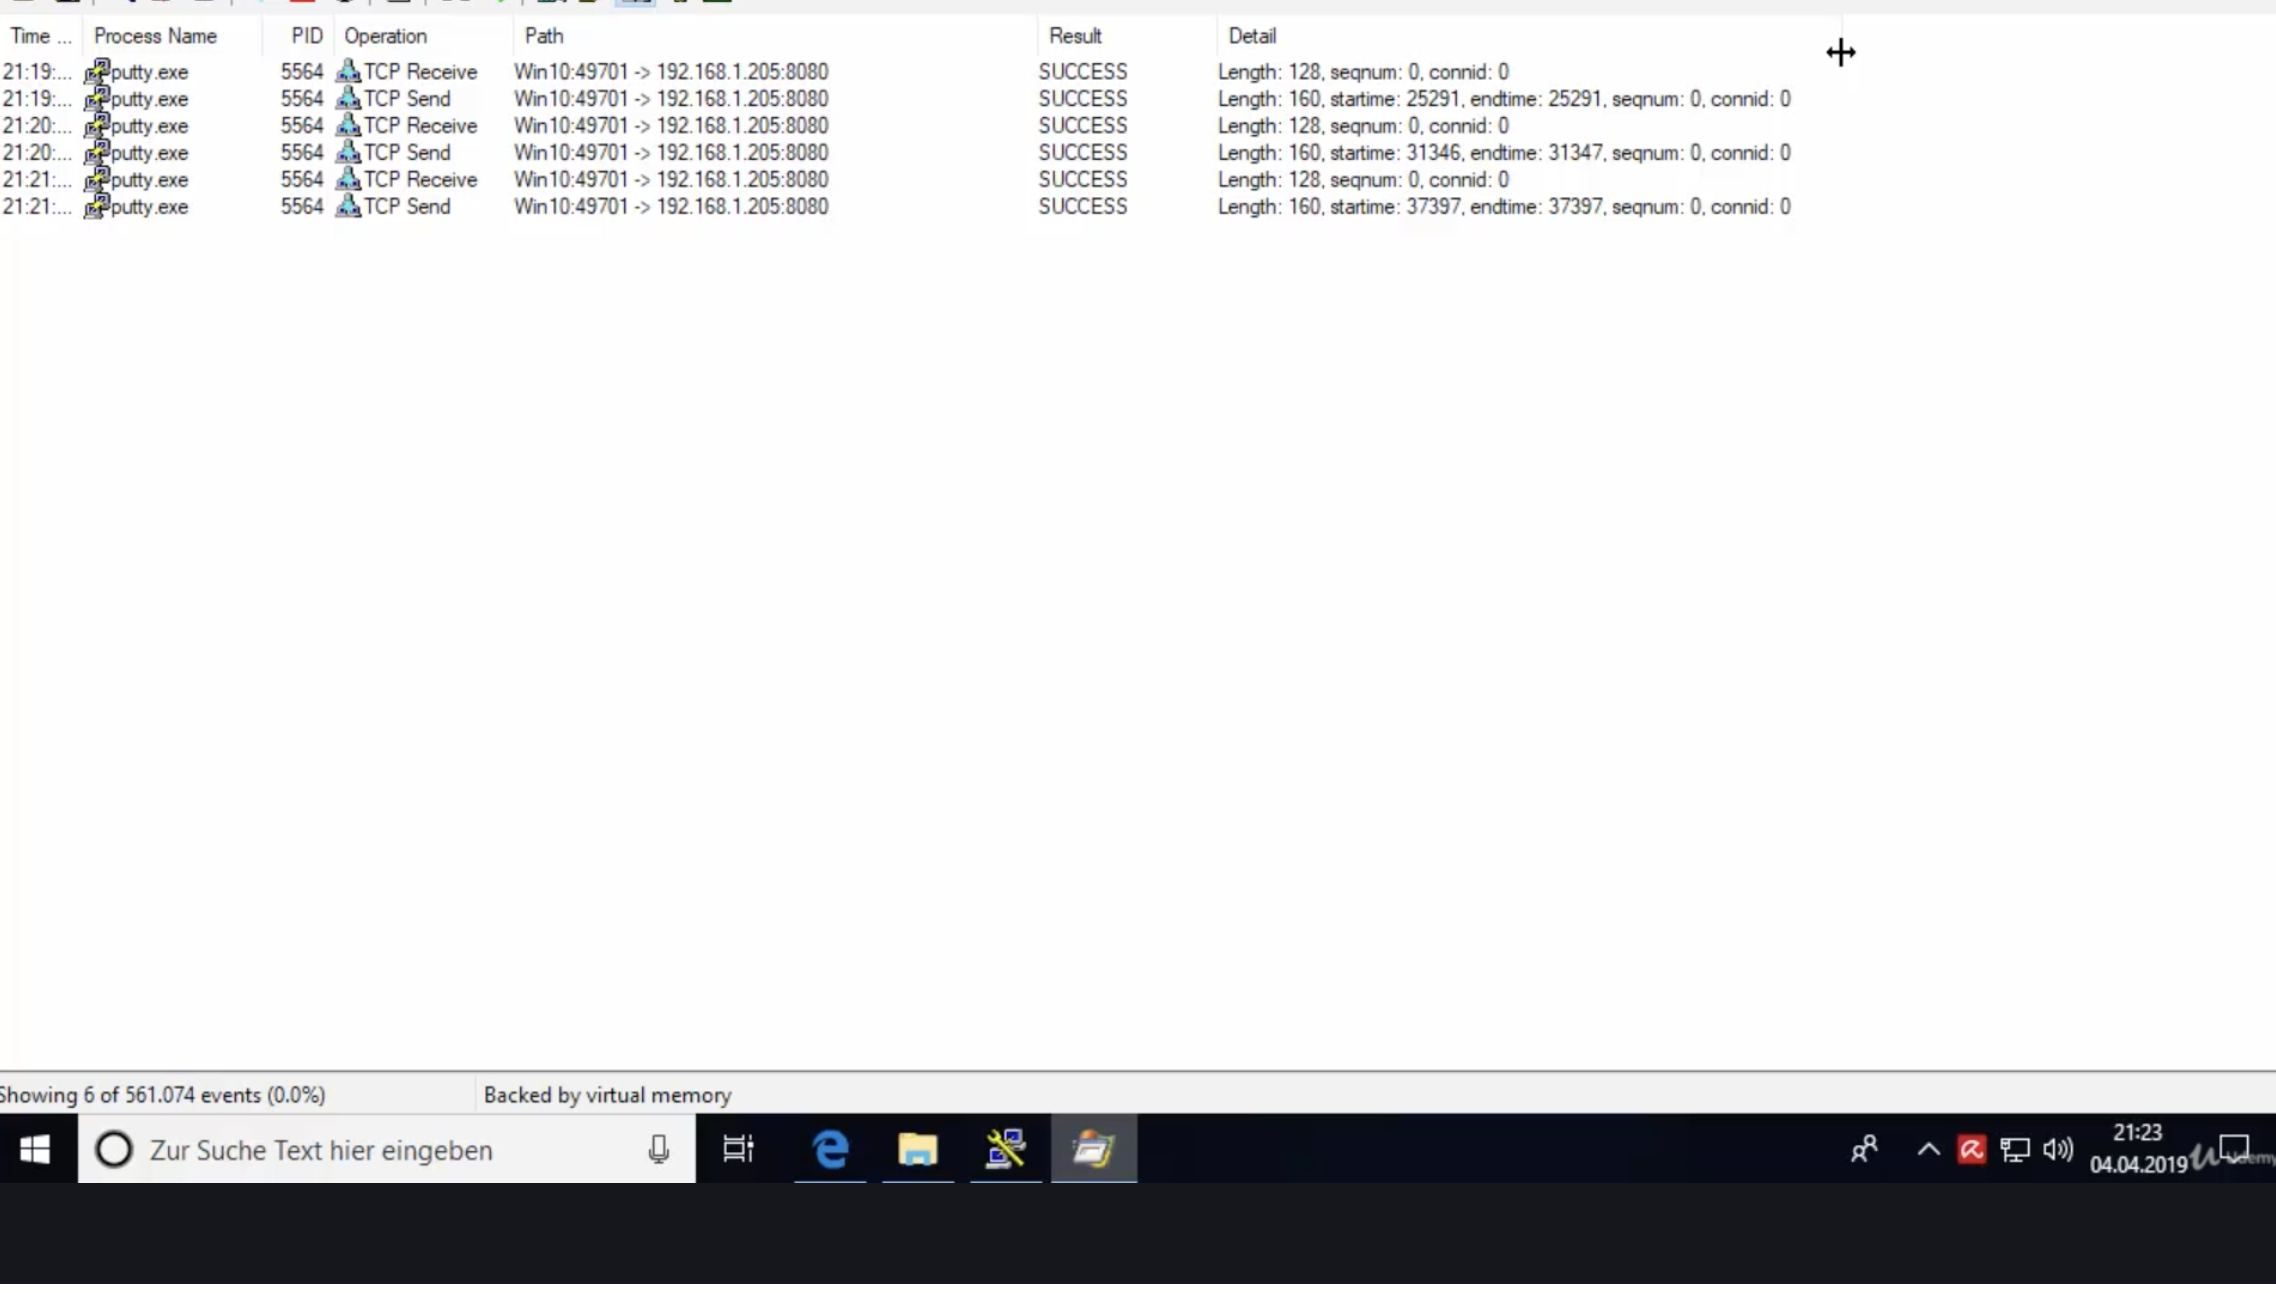 Time ... Process Name PID Operation Path Result Detail
21:19:... putty.exe 5564 TCP Receive Win10:49701 -> 192.168.1.205:8080 SUCCESS Length: 128, seqnum: 0, connid: 0
21:19:... putty.exe 5564 TCP Send Win10:49701 -> 192.168.1.205:8080 SUCCESS Length: 160, startime: 25291, endtime: 25291, seqnum: 0, connid: 0
21:20:... putty.exe 5564 TCP Receive Win10:49701 -> 192.168.1.205:8080 SUCCESS Length: 128, seqnum: 0, connid: 0
21:20:... putty.exe 5564 TCP Send Win10:49701 -> 192.168.1.205:8080 SUCCESS Length: 160, startime: 31346, endtime: 31347, seqnum: 0, connid: 0
21:21:... putty.exe 5564 TCP Receive Win10:49701 -> 192.168.1.205:8080 SUCCESS Length: 128, seqnum: 0, connid: 0
21:21:... putty.exe 5564 TCP Send Win10:49701 -> 192.168.1.205:8080 SUCCESS Length: 160, startime: 37397, endtime: 37397, seqnum: 0, connid: 0
Showing 6 of 561.074 events (0.0%) Backed by virtual memory
Zur Suche Text hier eingeben
21:23
04.04.2019